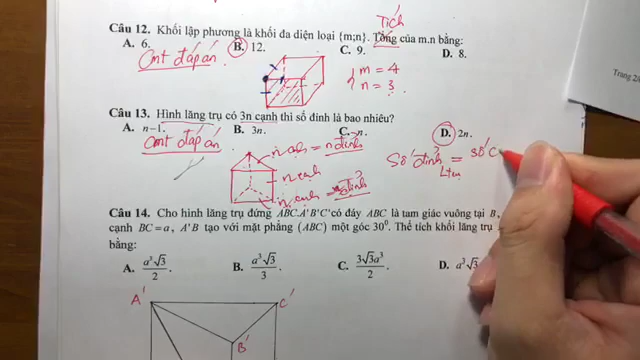 Tích
Câu 12. Khối lập phương là khối đa diện loại {m;n}. Tổng của m.n bằng:
A. 6. B. 12. C. 9. D. 8.
Cmt đáp án
m = 4
n = 3
Trang 2/
Câu 13. Hình lăng trụ có 3n cạnh thì số đỉnh là bao nhiêu?
A. n−1. B. 3n. C. n. D. 2n.
Cmt đáp án
n cạnh = n đỉnh
n cạnh
n cạnh = n đỉnh
Số đỉnh Ltru = số c
Câu 14. Cho hình lăng trụ đứng ABC.A'B'C' có đáy ABC là tam giác vuông tại B,
cạnh BC = a, A'B tạo với mặt phẳng (ABC) một góc 30⁰. Thể tích khối lăng trụ
bằng:
A. a³√3/2. B. a³√3/3. C. 3√3a³/2. D. a³√3
A' C'
B'